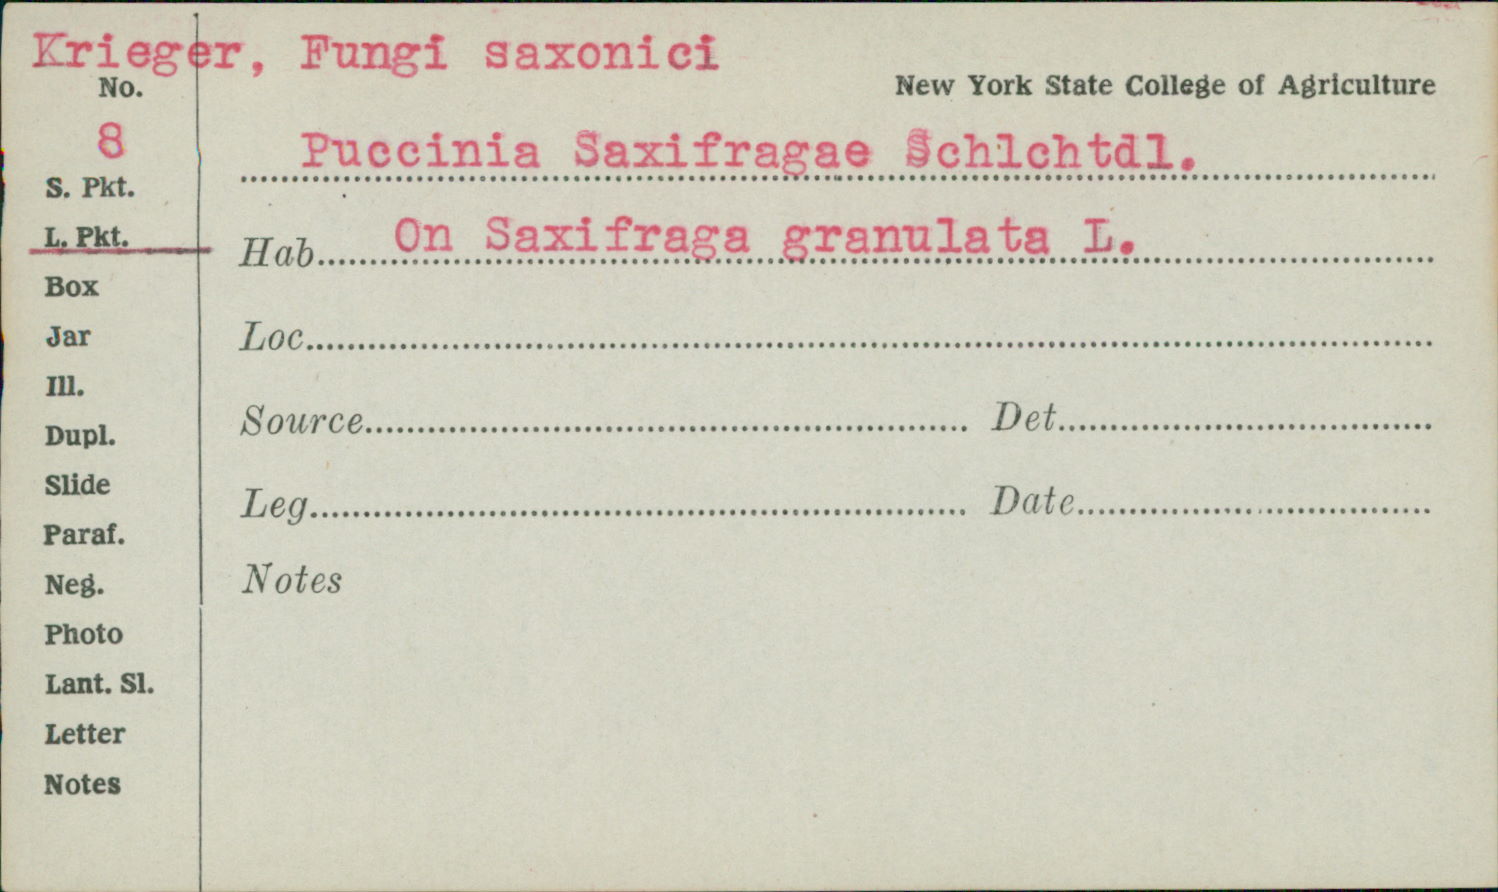 Krieger, Fungi saxonici
No.
New York State College of Agriculture
8
Puccinia Saxifragae Schlchtdl.
S. Pkt.
L. Pkt.
Hab. On Saxifraga granulata L.
Box
Loc.
Jar
Ill.
Source Det.
Dupl.
Slide
Leg. Date
Paraf.
Neg.
Notes
Photo
Lant. Sl.
Letter
Notes